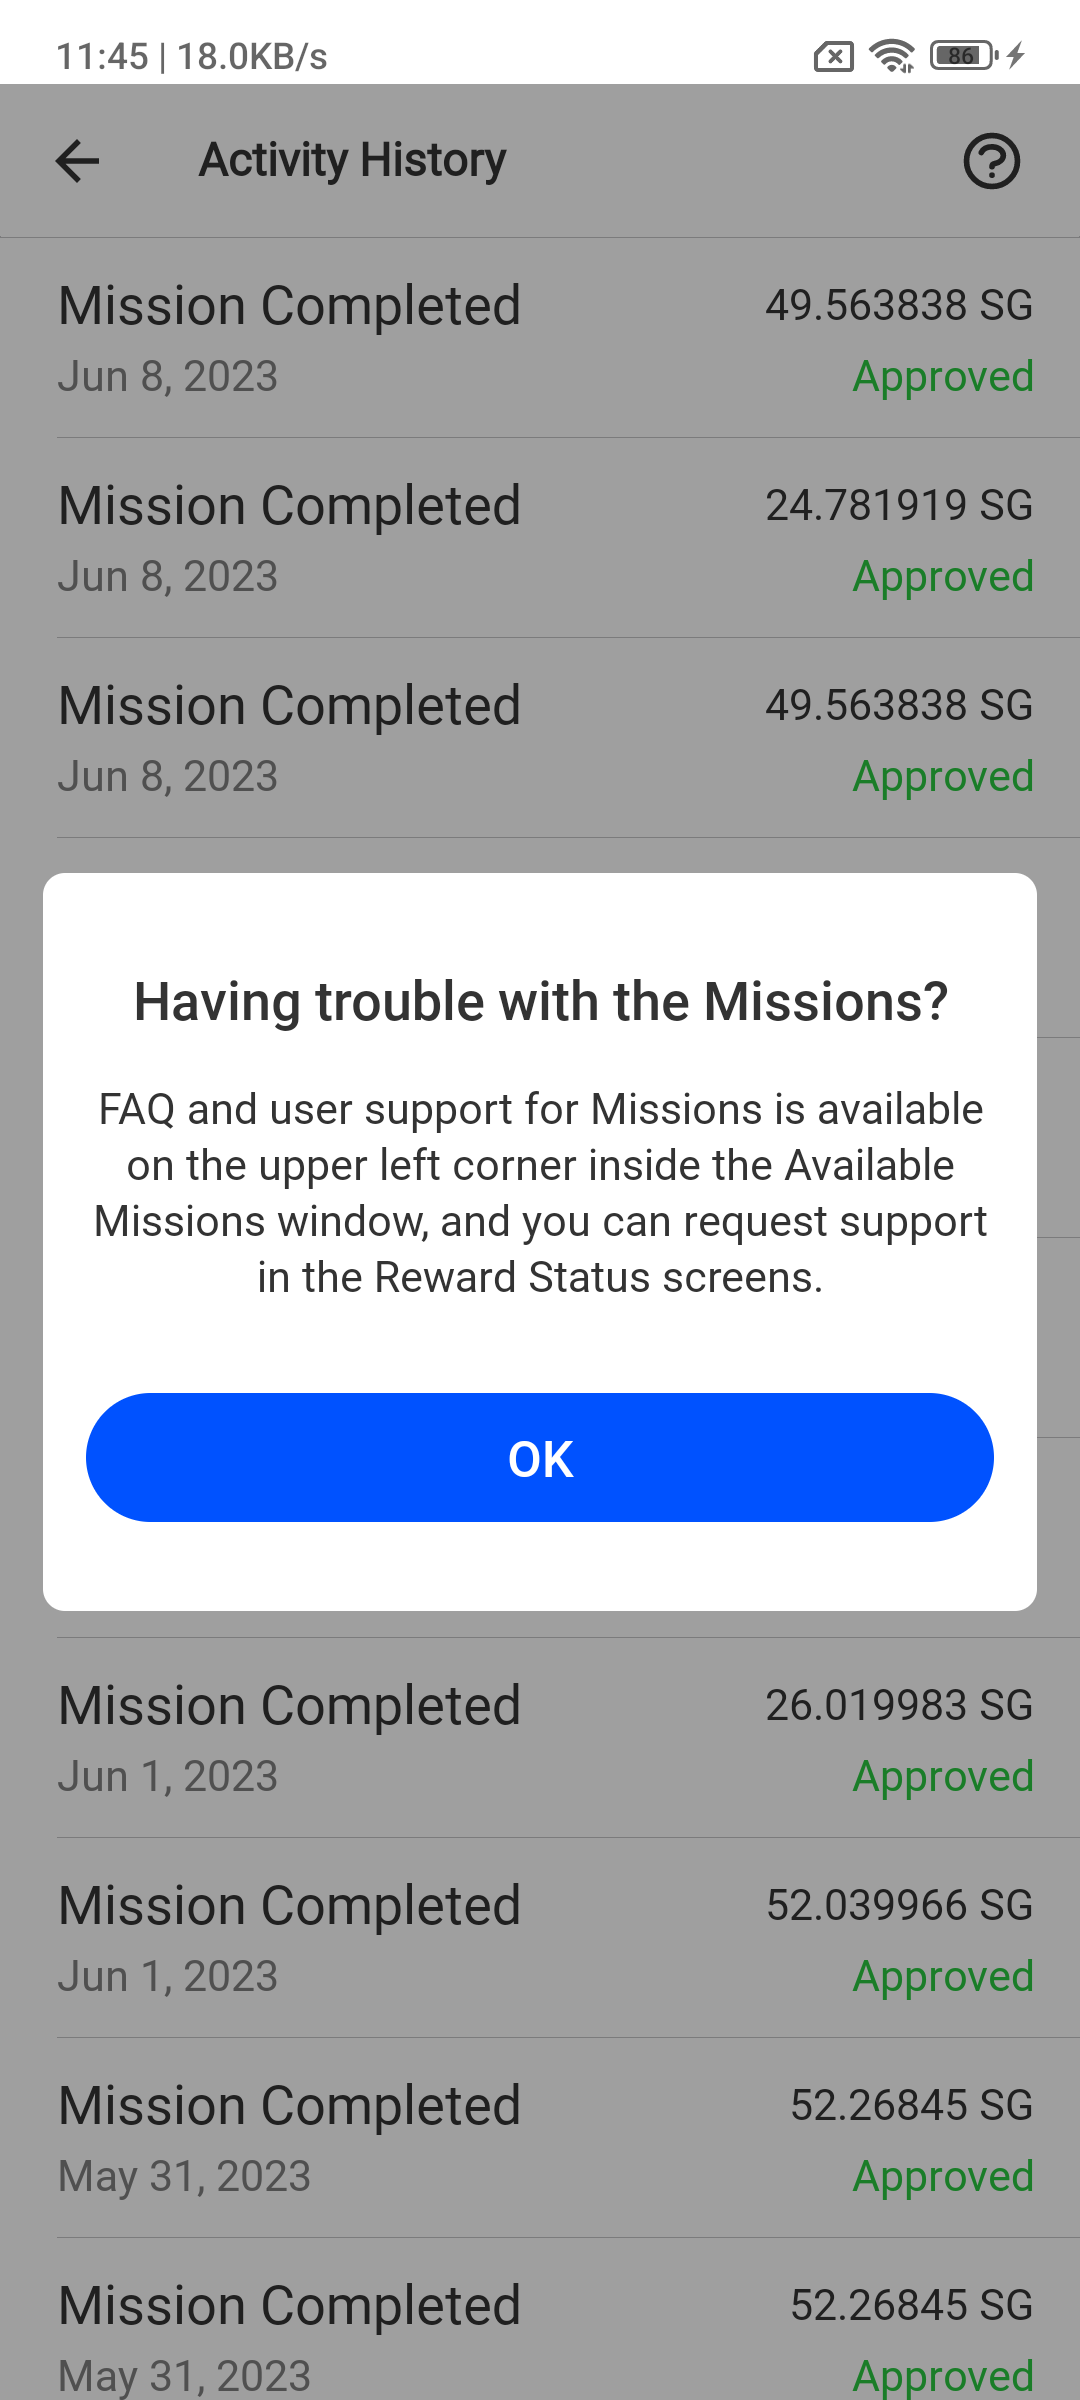 11:45 | 18.0KB/s
86
Activity History
Mission Completed 49.563838 SG
Jun 8, 2023 Approved
Mission Completed 24.781919 SG
Jun 8, 2023 Approved
Mission Completed 49.563838 SG
Jun 8, 2023 Approved
Having trouble with the Missions?
FAQ and user support for Missions is available
on the upper left corner inside the Available
Missions window, and you can request support
in the Reward Status screens.
OK
Mission Completed 26.019983 SG
Jun 1, 2023 Approved
Mission Completed 52.039966 SG
Jun 1, 2023 Approved
Mission Completed 52.26845 SG
May 31, 2023 Approved
Mission Completed 52.26845 SG
May 31, 2023 Approved